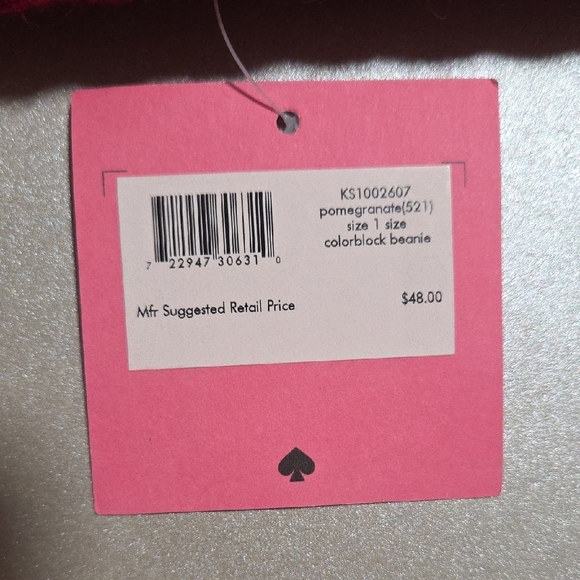 KS1002607
pomegranate(521)
size 1 size
colorblock beanie
7 22947 30631 0
Mfr Suggested Retail Price
$48.00